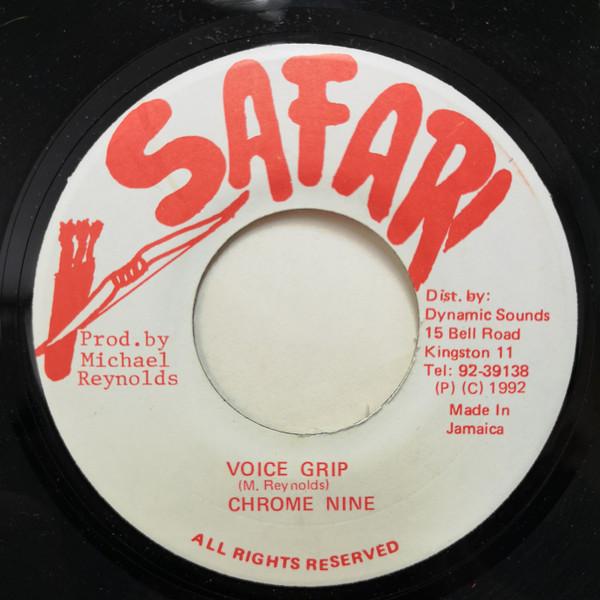 SAFARI
Prod.by
Michael
Reynolds
Dist. by:
Dynamic Sounds
15 Bell Road
Kingston 11
Tel: 92-39138
(P) (C) 1992
Made In
Jamaica
VOICE GRIP
(M. Reynolds)
CHROME NINE
ALL RIGHTS RESERVED